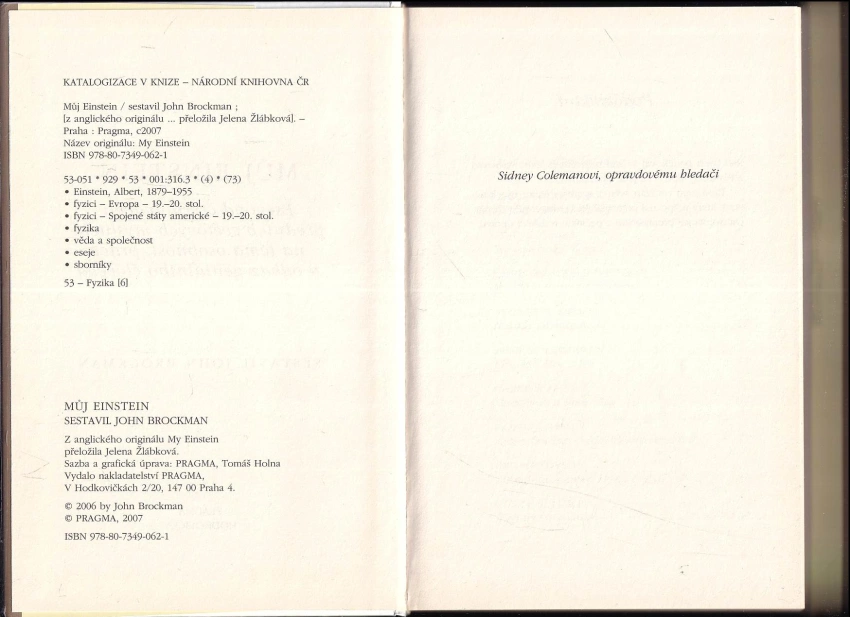 KATALOGIZACE V KNIZE – NÁRODNÍ KNIHOVNA ČR
Můj Einstein / sestavil John Brockman ;
[z anglického originálu ... přeložila Jelena Žlábková]. –
Praha : Pragma, c2007
Název originálu: My Einstein
ISBN 978-80-7349-062-1
53-051 * 929 * 53 * 001:316.3 * (4) * (73)
• Einstein, Albert, 1879–1955
• fyzici – Evropa – 19.–20. stol.
• fyzici – Spojené státy americké – 19.–20. stol.
• fyzika
• věda a společnost
• eseje
• sborníky
53 – Fyzika [6]
MŮJ EINSTEIN
SESTAVIL JOHN BROCKMAN
Z anglického originálu My Einstein
přeložila Jelena Žlábková.
Sazba a grafická úprava: PRAGMA, Tomáš Holna
Vydalo nakladatelství PRAGMA,
V Hodkovičkách 2/20, 147 00 Praha 4.
© 2006 by John Brockman
© PRAGMA, 2007
ISBN 978-80-7349-062-1
Sidney Colemanovi, opravdovému hledači